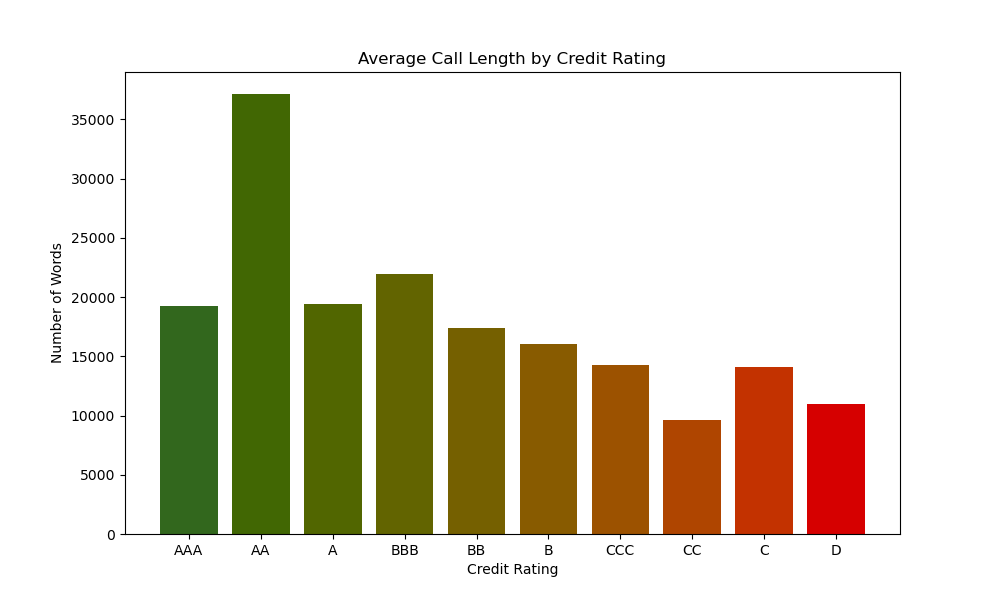 Average Call Length by Credit Rating
Number of Words
35000
30000
25000
20000
15000
10000
5000
0
AAA AA A BBB BB B CCC CC C D
Credit Rating